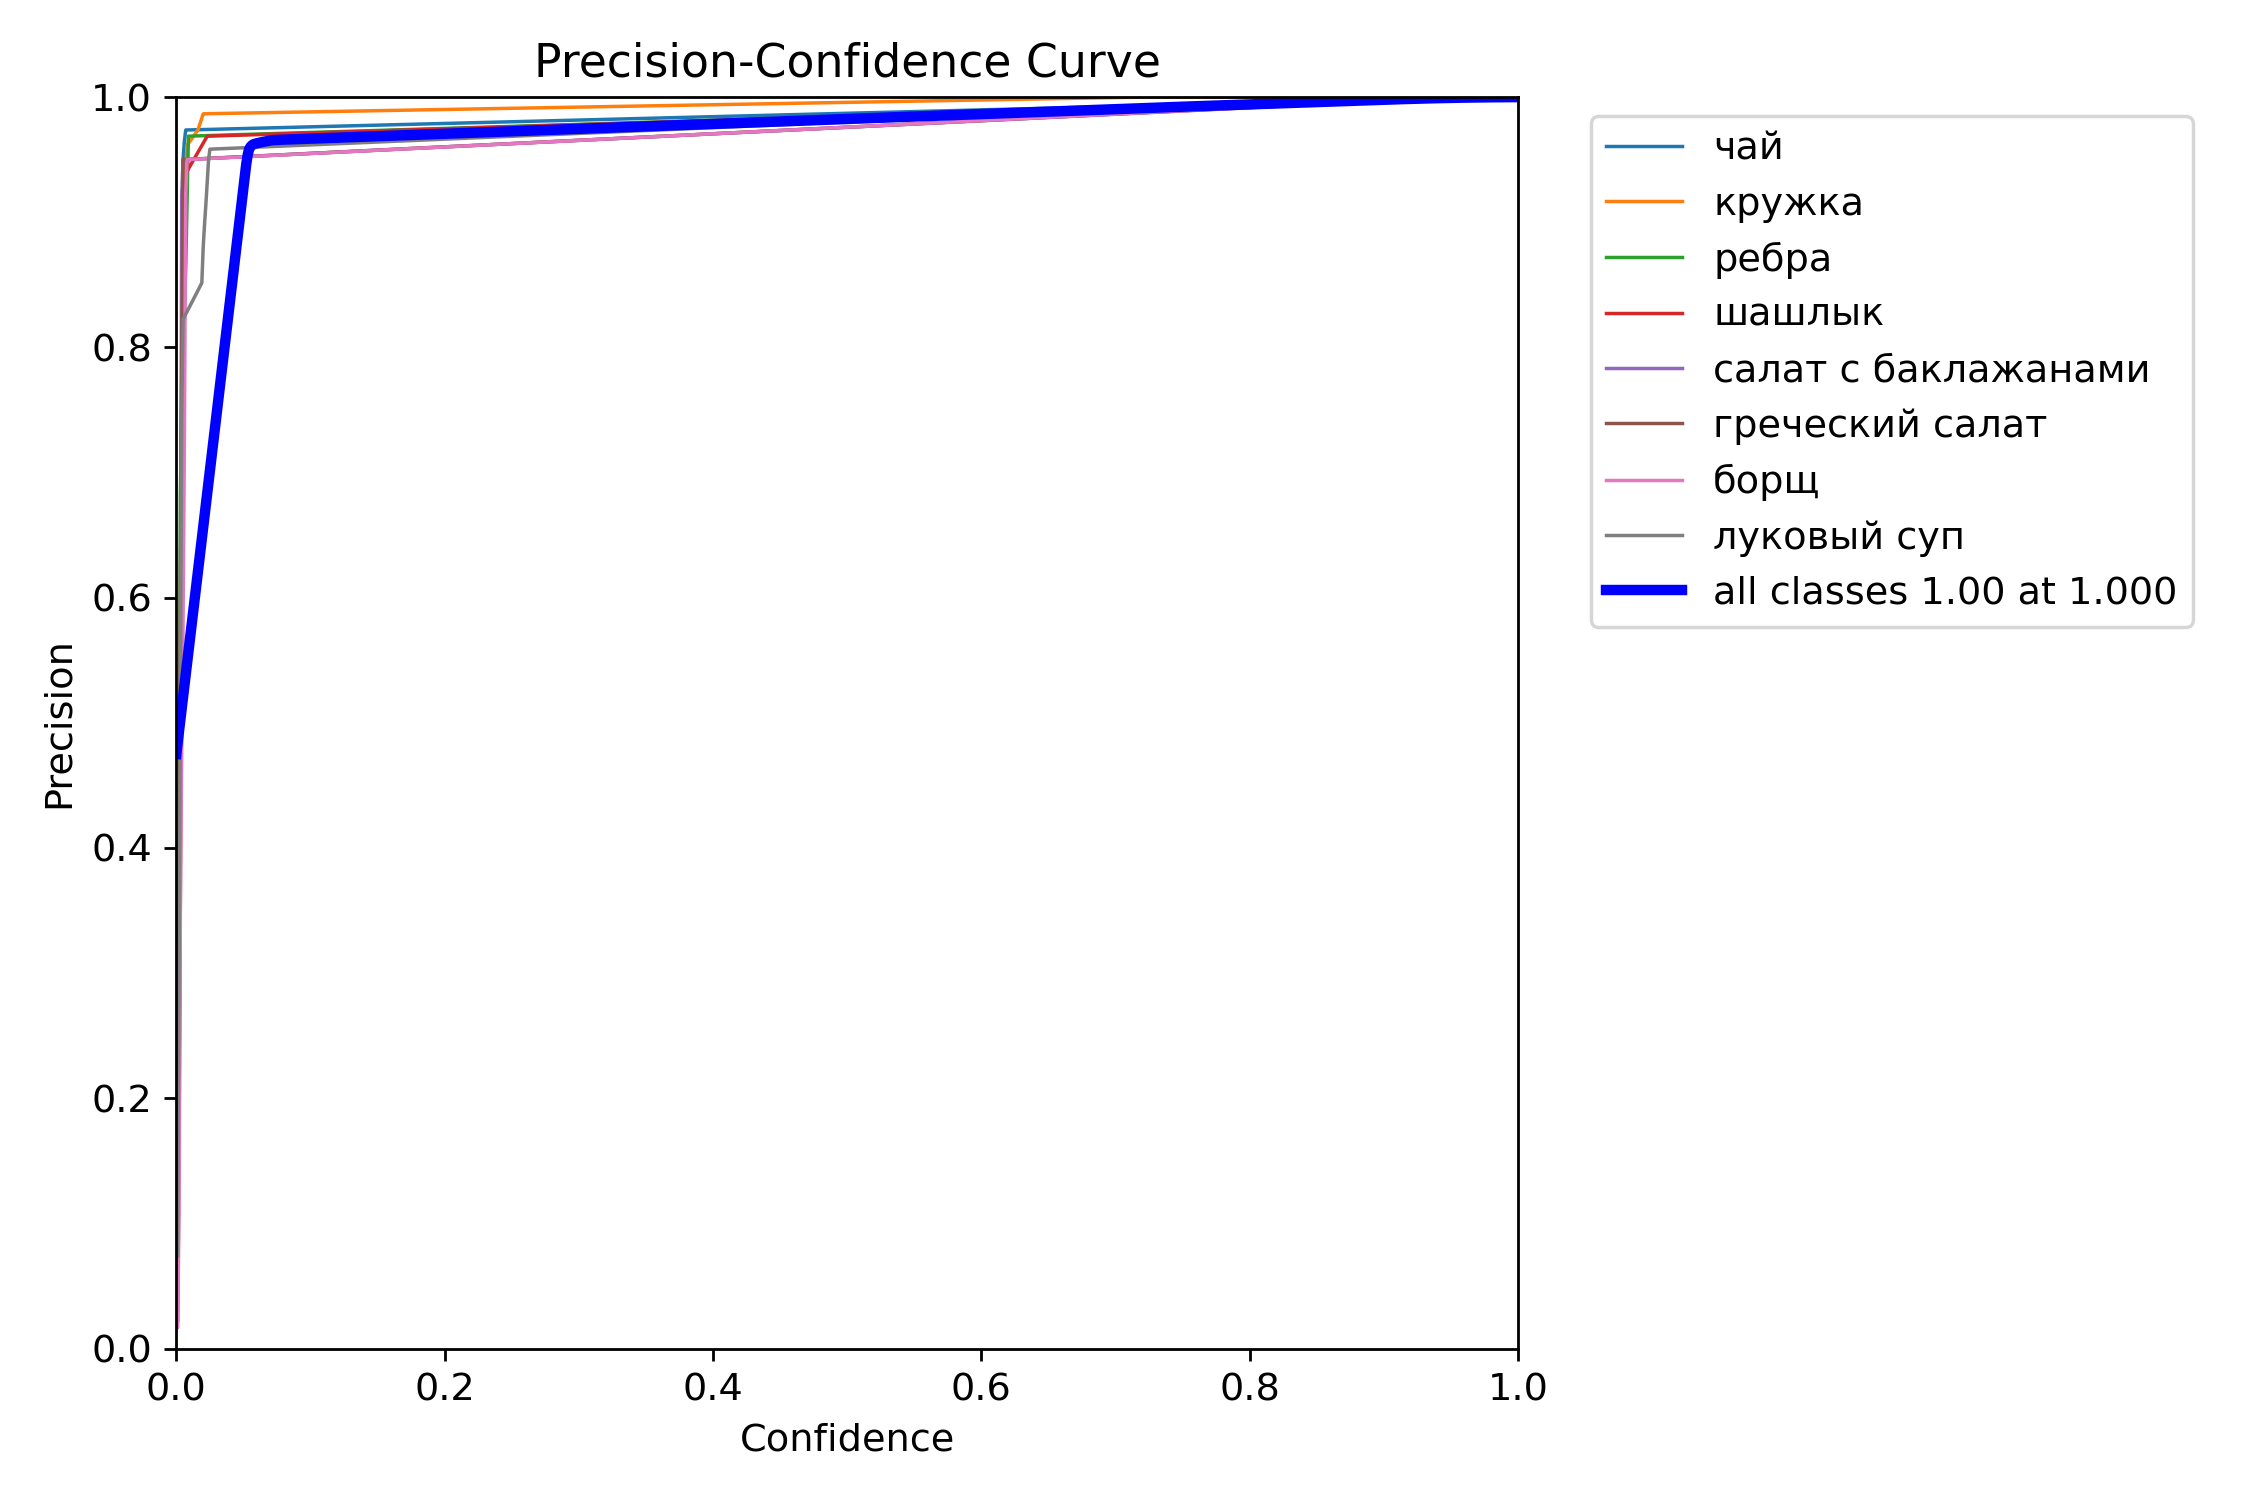 Precision-Confidence Curve
1.0
0.8
0.6
0.4
0.2
0.0
Precision
0.0 0.2 0.4 0.6 0.8 1.0
Confidence
чай
кружка
ребра
шашлык
салат с баклажанами
греческий салат
борщ
луковый суп
all classes 1.00 at 1.000